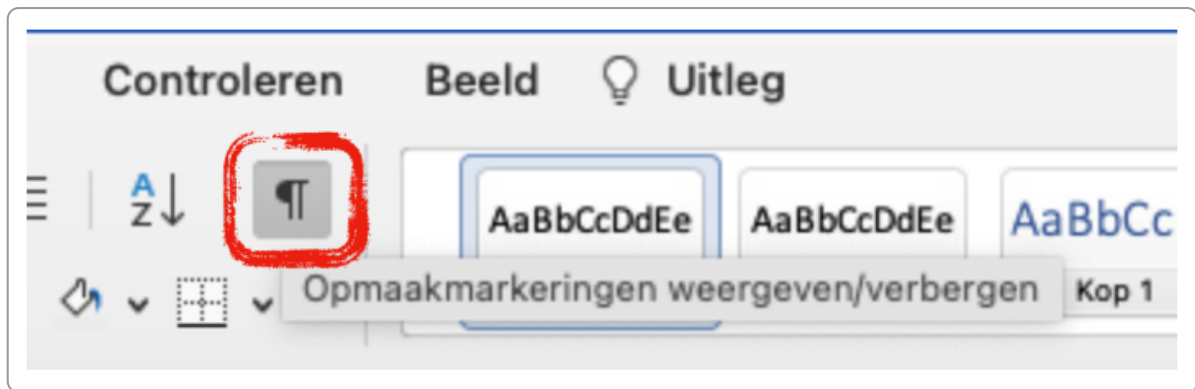 Controleren Beeld Uitleg
A
Z
¶
AaBbCcDdEe AaBbCcDdEe AaBbCc
Opmaakmarkeringen weergeven/verbergen Kop 1